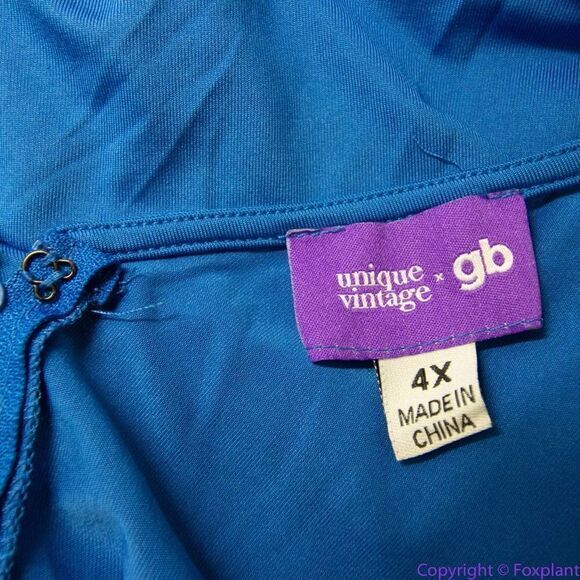 unique vintage × gb
4X
MADE IN
CHINA
Copyright © Foxplant